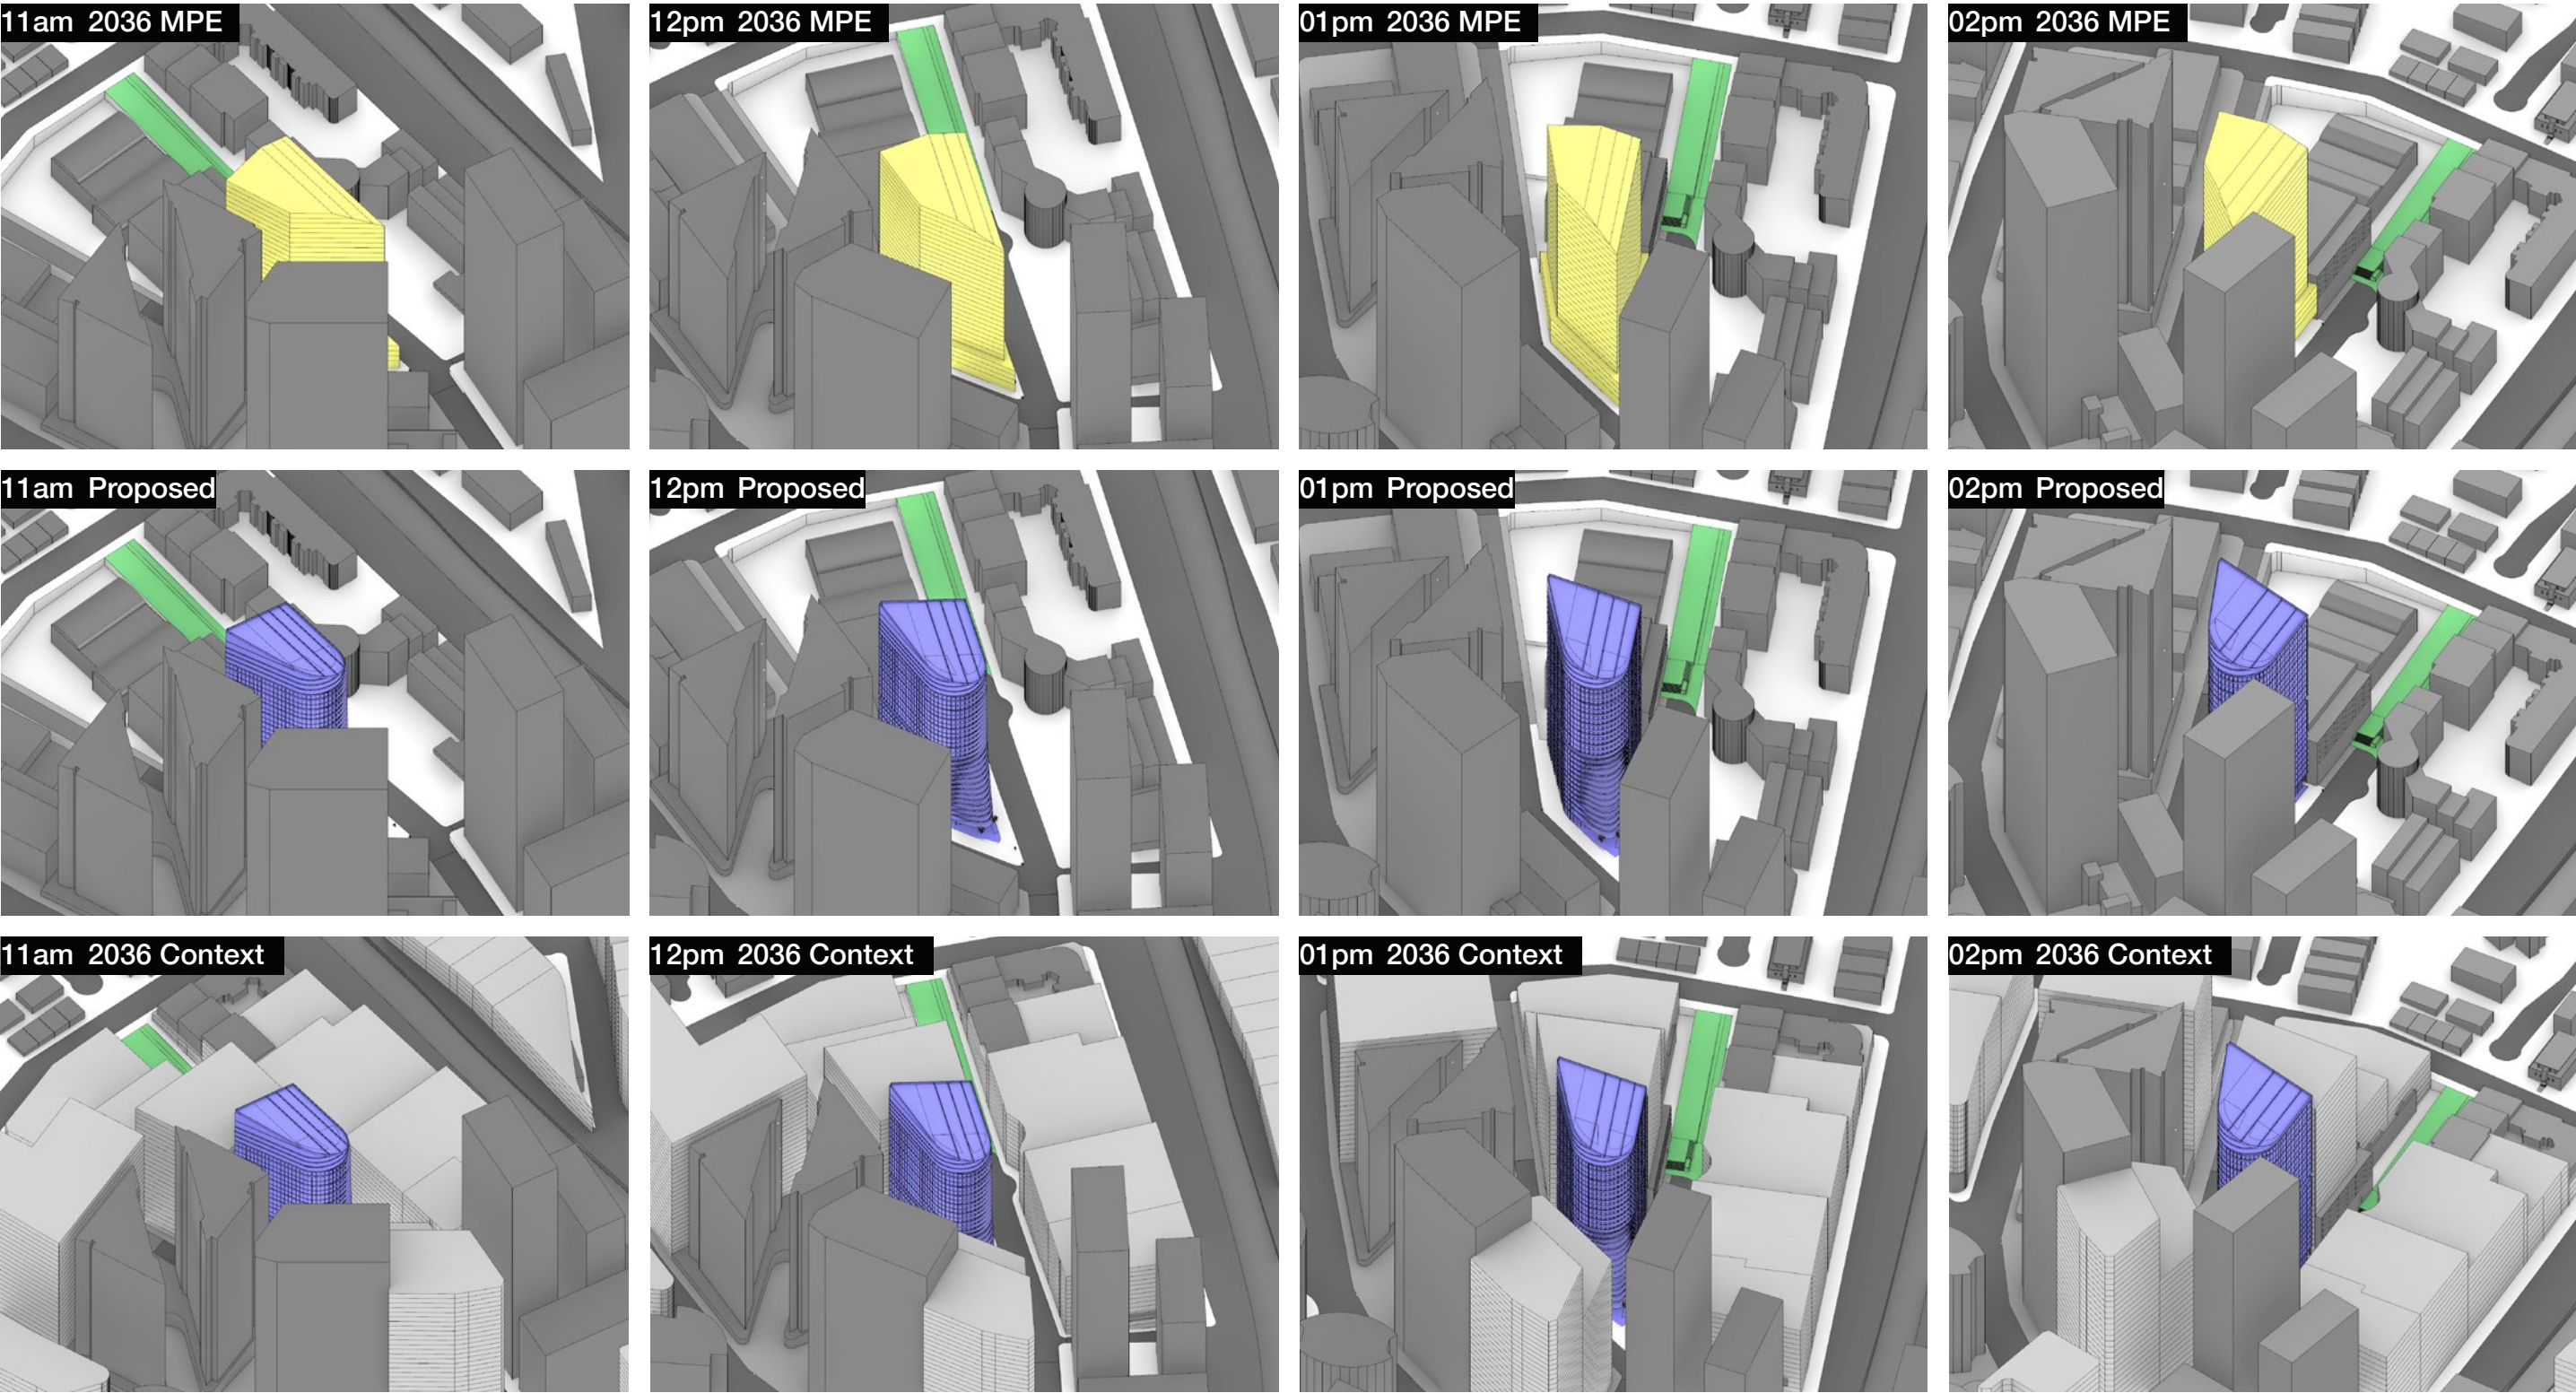 11am 2036 MPE
12pm 2036 MPE
01pm 2036 MPE
02pm 2036 MPE
11am Proposed
12pm Proposed
01pm Proposed
02pm Proposed
11am 2036 Context
12pm 2036 Context
01pm 2036 Context
02pm 2036 Context